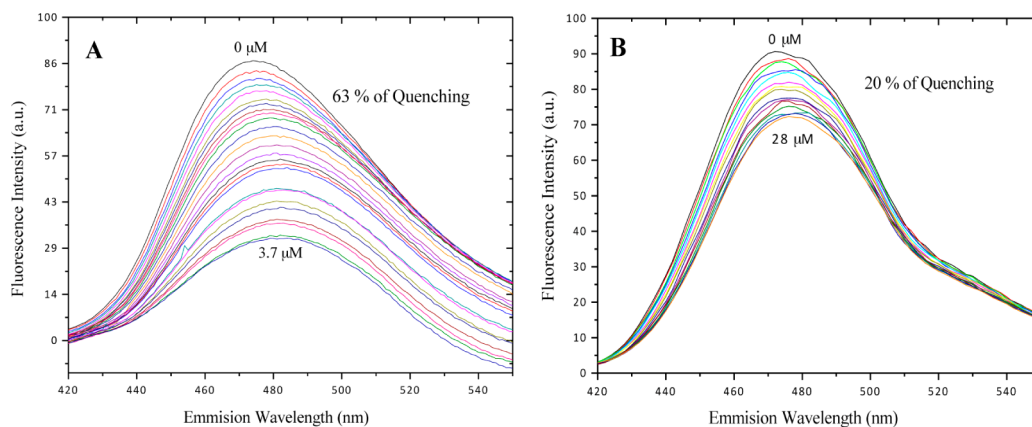 A
0 µM
63 % of Quenching
3.7 µM
Fluorescence Intensity (a.u.)
100
86
71
57
43
29
14
0
420
440
460
480
500
520
540
Emmision Wavelength (nm)
B
0 µM
20 % of Quenching
28 µM
Fluorescence Intensity (a.u.)
100
90
80
70
60
50
40
30
20
10
0
420
440
460
480
500
520
540
Emmision Wavelength (nm)